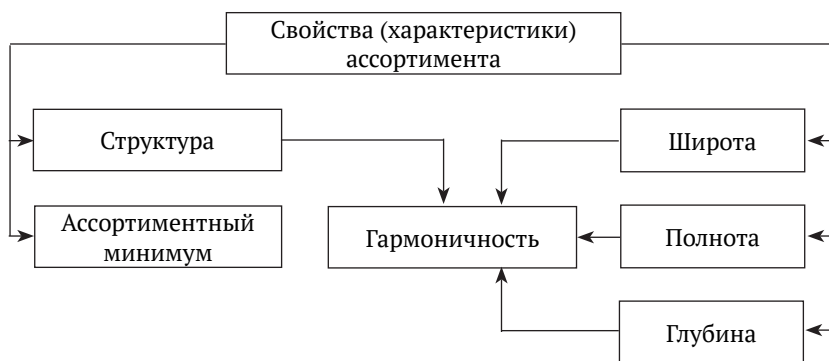 Свойства (характеристики)
ассортимента
Структура
Широта
Ассортиментный
минимум
Гармоничность
Полнота
Глубина